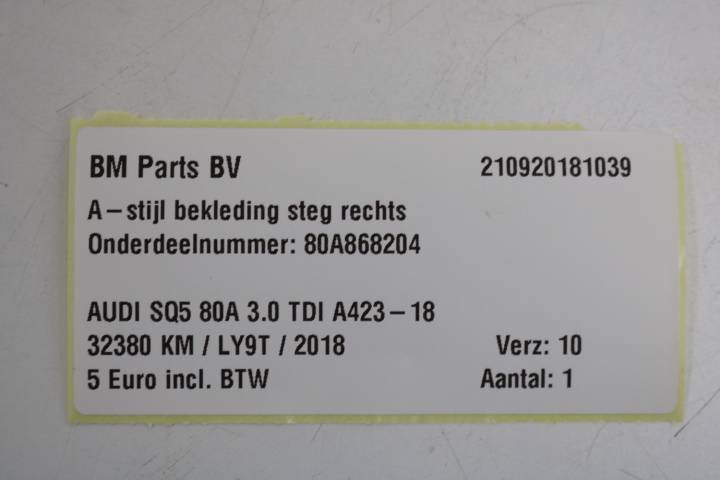 BM Parts BV 210920181039
A-stijl bekleding steg rechts
Onderdeelnummer: 80A868204
AUDI SQ5 80A 3.0 TDI A423-18
32380 KM / LY9T / 2018 Verz: 10
5 Euro incl. BTW Aantal: 1